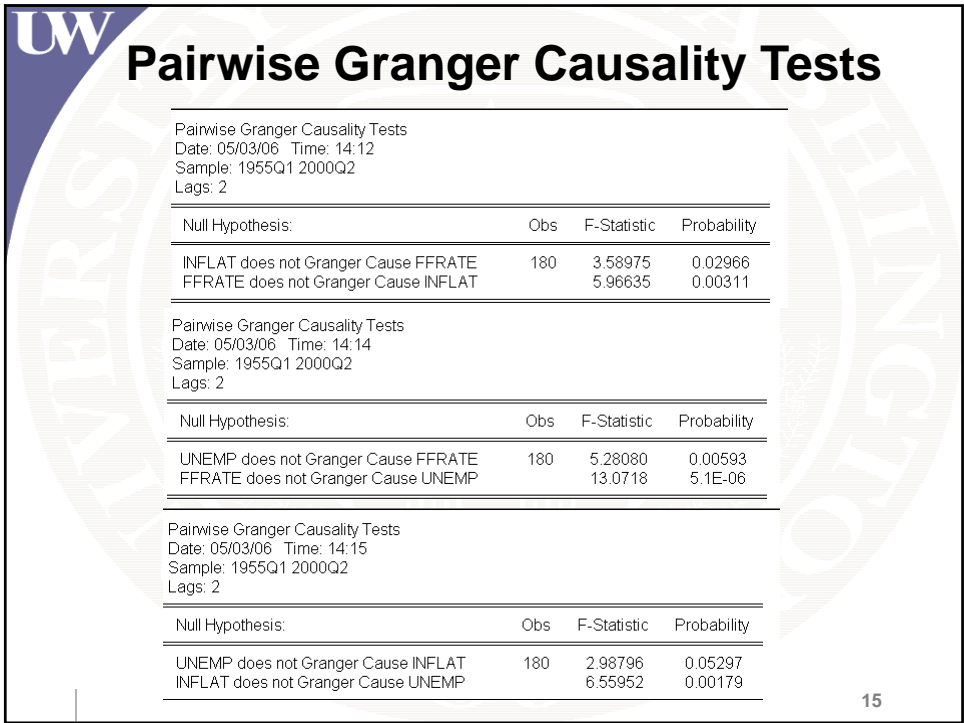 UW
Pairwise Granger Causality Tests
Pairwise Granger Causality Tests
Date: 05/03/06 Time: 14:12
Sample: 1955Q1 2000Q2
Lags: 2
Null Hypothesis: Obs F-Statistic Probability
INFLAT does not Granger Cause FFRATE 180 3.58975 0.02966
FFRATE does not Granger Cause INFLAT 5.96635 0.00311
Pairwise Granger Causality Tests
Date: 05/03/06 Time: 14:14
Sample: 1955Q1 2000Q2
Lags: 2
Null Hypothesis: Obs F-Statistic Probability
UNEMP does not Granger Cause FFRATE 180 5.28080 0.00593
FFRATE does not Granger Cause UNEMP 13.0718 5.1E-06
Pairwise Granger Causality Tests
Date: 05/03/06 Time: 14:15
Sample: 1955Q1 2000Q2
Lags: 2
Null Hypothesis: Obs F-Statistic Probability
UNEMP does not Granger Cause INFLAT 180 2.98796 0.05297
INFLAT does not Granger Cause UNEMP 6.55952 0.00179
15